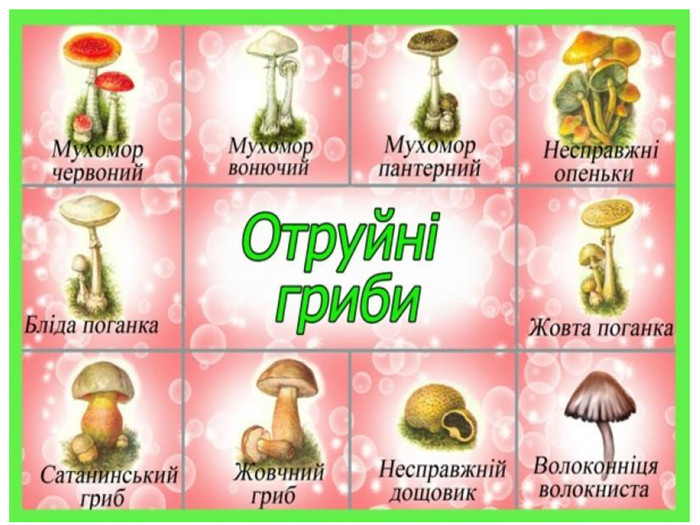 Мухомор
червоний
Мухомор
вонючий
Мухомор
пантерний
Несправжні
опеньки
Бліда поганка
Отруйні
гриби
Жовта поганка
Сатанинський
гриб
Жовчний
гриб
Несправжній
дощовик
Волоконніця
волокниста